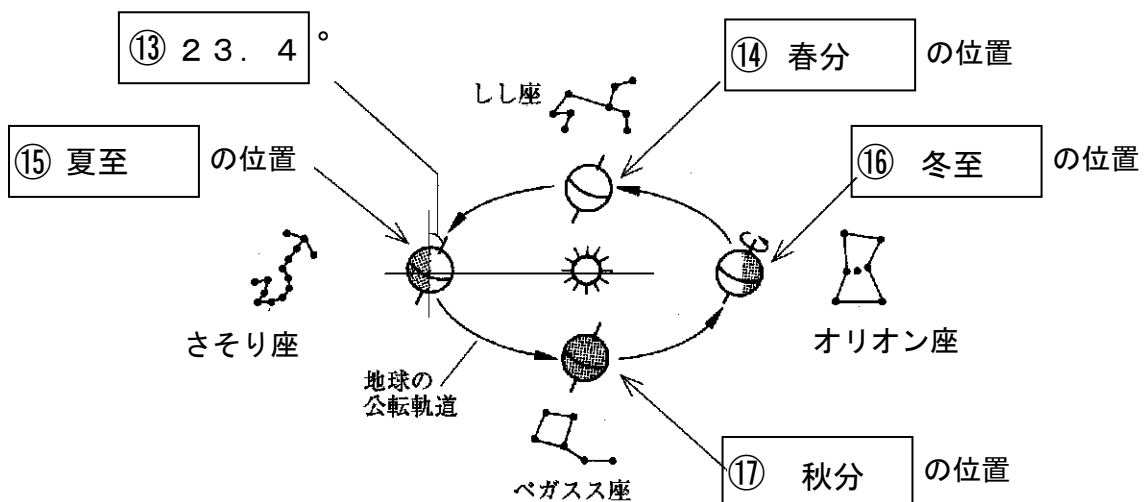 ⑬ ２３．４°
⑭ 春分 の位置
しし座
⑮ 夏至 の位置
⑯ 冬至 の位置
さそり座
オリオン座
地球の
公転軌道
⑰ 秋分 の位置
ペガスス座